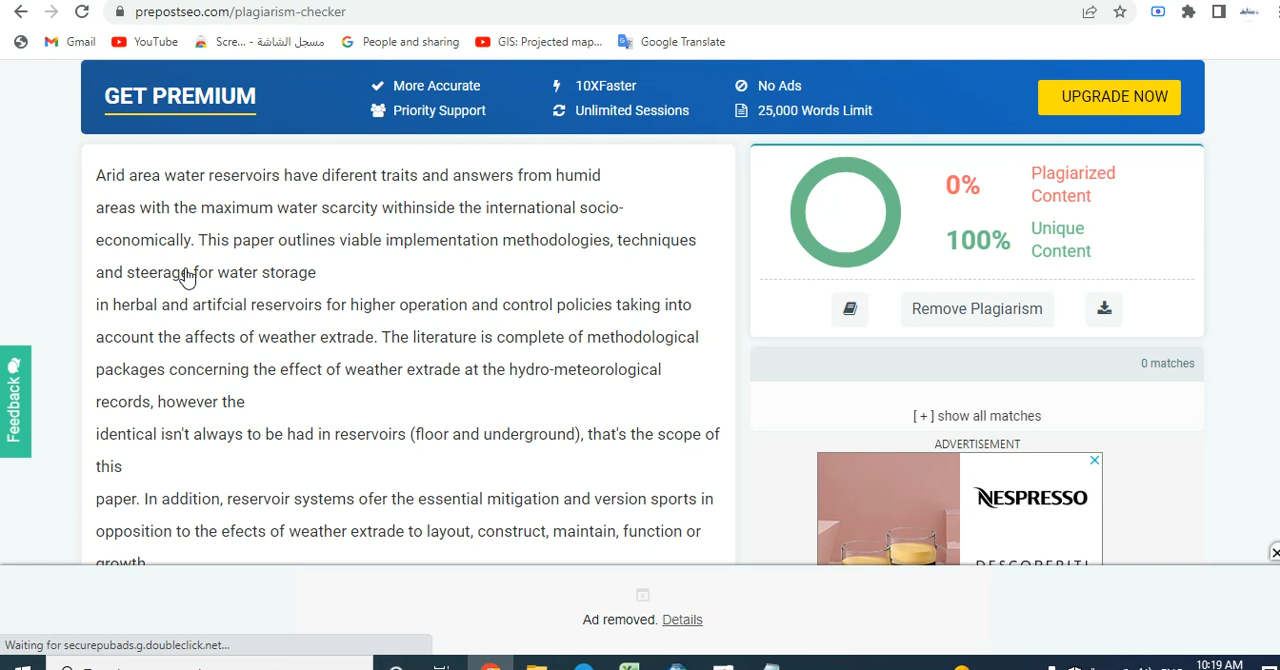 prepostseo.com/plagiarism-checker
Gmail
YouTube
Scre... - مسجل الشاشة
People and sharing
GIS: Projected map...
Google Translate
GET PREMIUM
More Accurate
10XFaster
No Ads
Priority Support
Unlimited Sessions
25,000 Words Limit
UPGRADE NOW
Arid area water reservoirs have diferent traits and answers from humid
areas with the maximum water scarcity withinside the international socio-
economically. This paper outlines viable implementation methodologies, techniques
and steerage for water storage
in herbal and artifcial reservoirs for higher operation and control policies taking into
account the affects of weather extrade. The literature is complete of methodological
packages concerning the effect of weather extrade at the hydro-meteorological
records, however the
identical isn't always to be had in reservoirs (floor and underground), that's the scope of
this
paper. In addition, reservoir systems ofer the essential mitigation and version sports in
opposition to the efects of weather extrade to layout, construct, maintain, function or
growth
0%
Plagiarized
Content
100%
Unique
Content
Remove Plagiarism
0 matches
[ + ] show all matches
ADVERTISEMENT
NESPRESSO
Feedback
Ad removed. Details
Waiting for securepubads.g.doubleclick.net...
10:19 AM